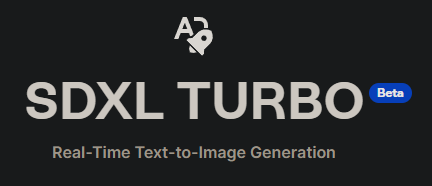 A
SDXL TURBO Beta
Real-Time Text-to-Image Generation